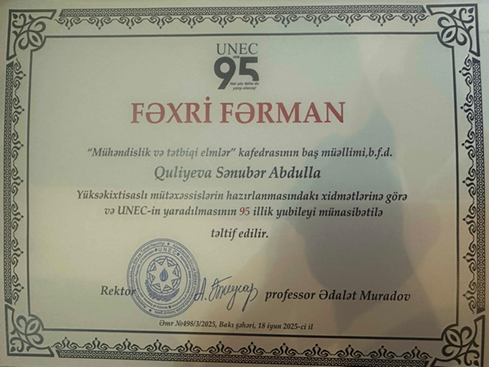 UNEC
95
FƏXRİ FƏRMAN
"Mühəndislik və tətbiqi elmlər" kafedrasının baş müəllimi,b.f.d.
Quliyeva Sənubər Abdulla
Yüksəkixtisaslı mütəxəssislərin hazırlanmasındakı xidmətlərinə görə
və UNEC-in yaradılmasının 95 illik yubileyi münasibətilə
təltif edilir.
Rektor professor Ədalət Muradov
Əmr №496/3/2025, Bakı şəhəri, 18 iyun 2025-ci il